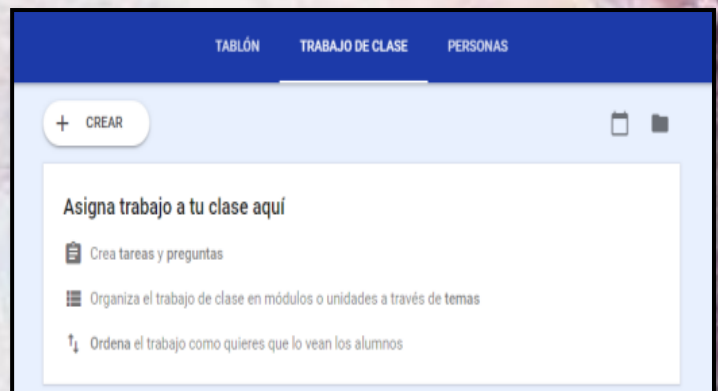 TABLÓN TRABAJO DE CLASE PERSONAS
+ CREAR
Asigna trabajo a tu clase aquí
Crea tareas y preguntas
Organiza el trabajo de clase en módulos o unidades a través de temas
Ordena el trabajo como quieres que lo vean los alumnos